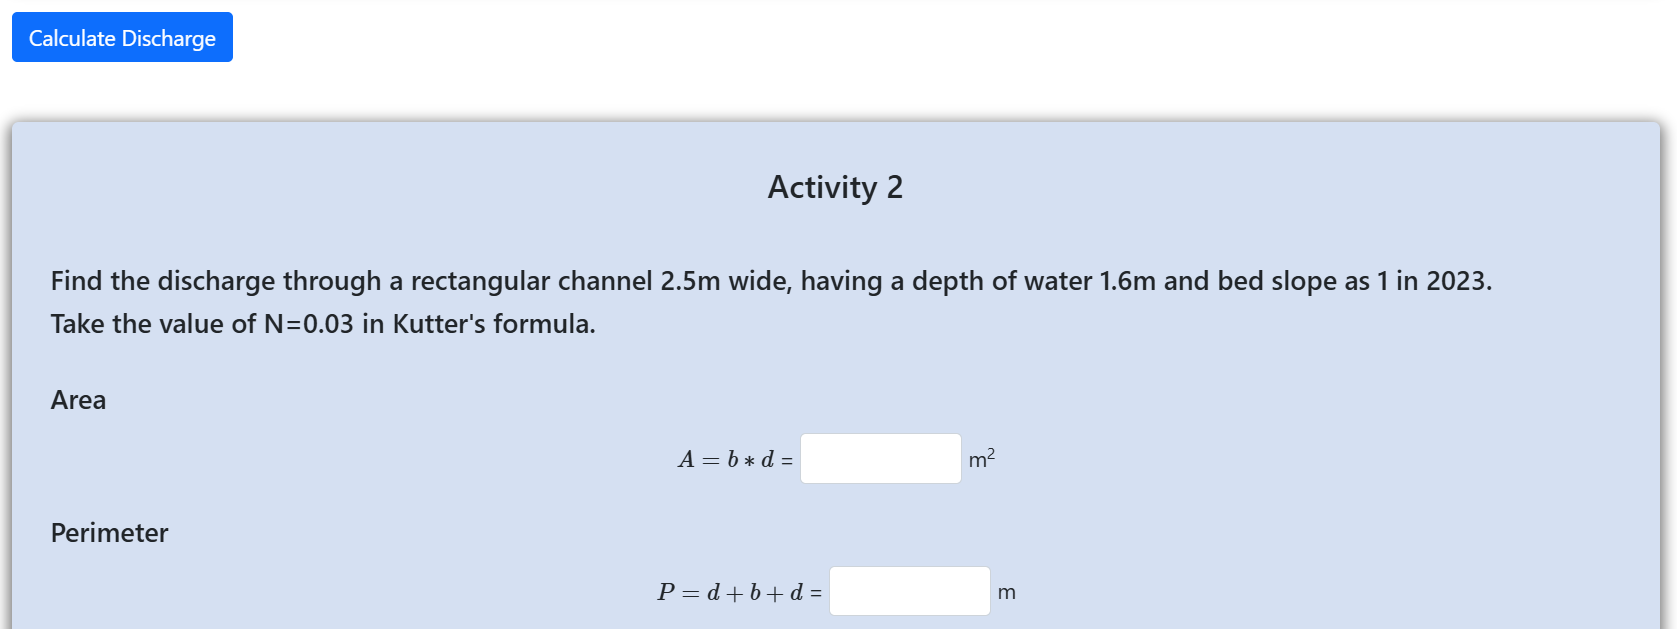 Calculate Discharge
Activity 2
Find the discharge through a rectangular channel 2.5m wide, having a depth of water 1.6m and bed slope as 1 in 2023.
Take the value of N=0.03 in Kutter's formula.
Area
A = b ∗ d = m²
Perimeter
P = d + b + d = m